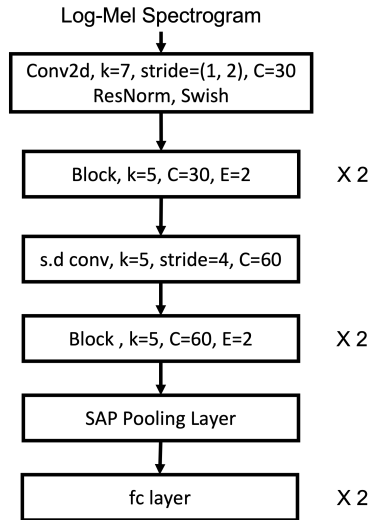 Log-Mel Spectrogram
Conv2d, k=7, stride=(1, 2), C=30
ResNorm, Swish
Block, k=5, C=30, E=2
X 2
s.d conv, k=5, stride=4, C=60
Block , k=5, C=60, E=2
X 2
SAP Pooling Layer
fc layer
X 2